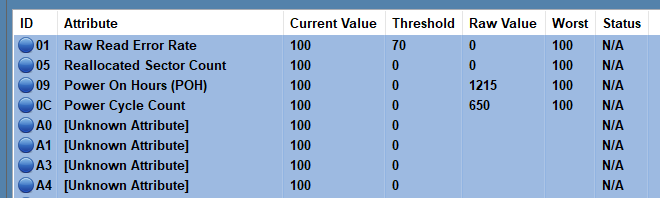 ID Attribute Current Value Threshold Raw Value Worst Status
01 Raw Read Error Rate 100 70 0 100 N/A
05 Reallocated Sector Count 100 0 0 100 N/A
09 Power On Hours (POH) 100 0 1215 100 N/A
0C Power Cycle Count 100 0 650 100 N/A
A0 [Unknown Attribute] 100 0 N/A
A1 [Unknown Attribute] 100 0 N/A
A3 [Unknown Attribute] 100 0 N/A
A4 [Unknown Attribute] 100 0 N/A